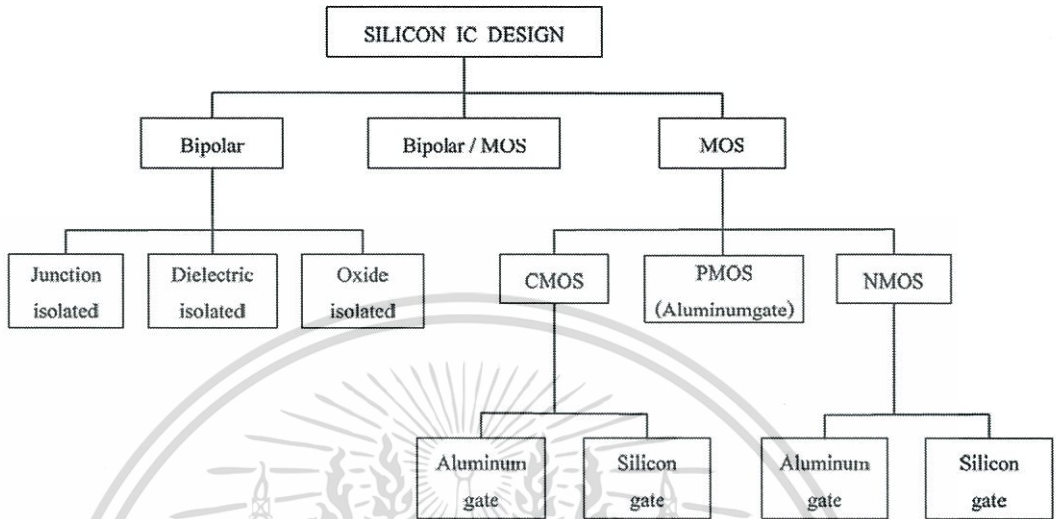 SILICON IC DESIGN
Bipolar
Bipolar / MOS
MOS
Junction
isolated
Dielectric
isolated
Oxide
isolated
CMOS
PMOS
(Aluminumgate)
NMOS
Aluminum
gate
Silicon
gate
Aluminum
gate
Silicon
gate